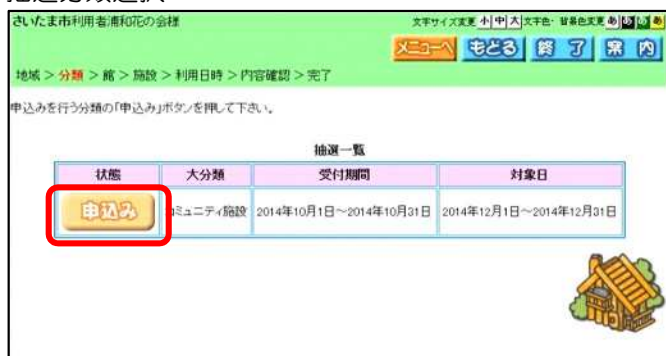 さいたま市利用者浦和花の会様
文字サイズ変更 小 中 大 文字色・背景色変更 あ あ あ あ
メニューへ もどる 終了 案内
地域 > 分類 > 館 > 施設 > 利用日時 > 内容確認 > 完了
申込みを行う分類の「申込み」ボタンを押して下さい。
抽選一覧
状態 大分類 受付期間 対象日
申込み コミュニティ施設 2014年10月1日～2014年10月31日 2014年12月1日～2014年12月31日